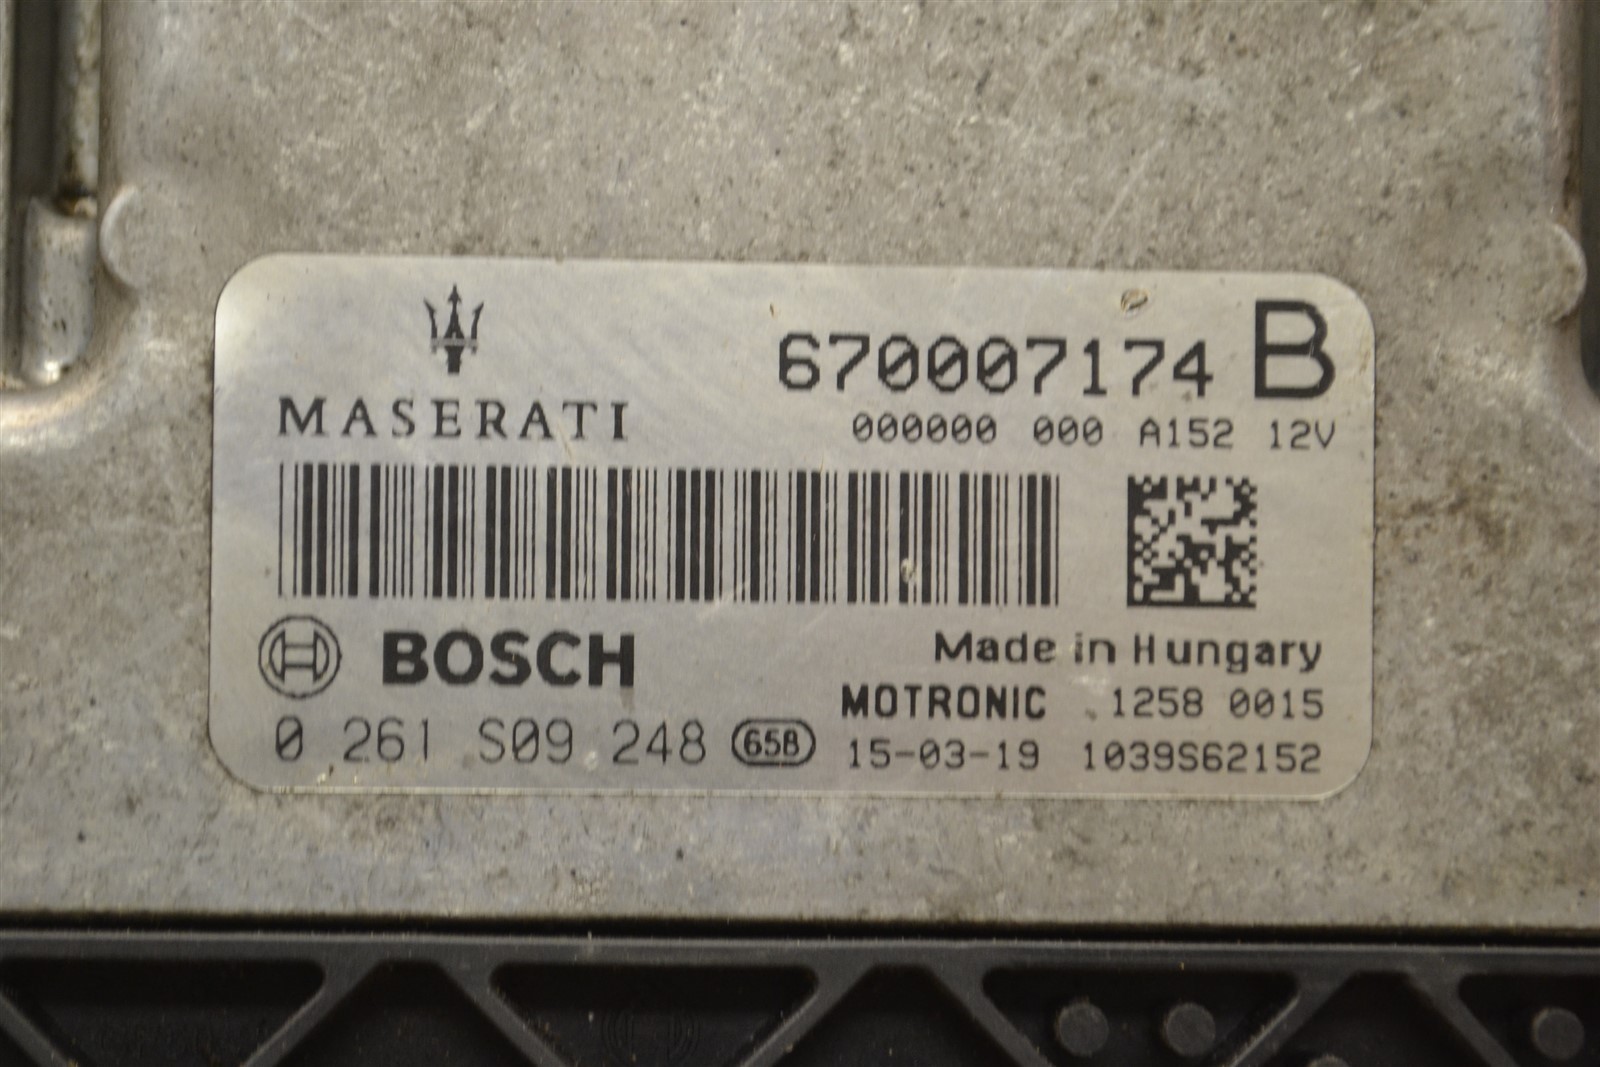 670007174 B
MASERATI
000000 000 A152 12V
BOSCH
Made in Hungary
MOTRONIC 1258 0015
0 261 S09 248 658 15-03-19 1039S62152